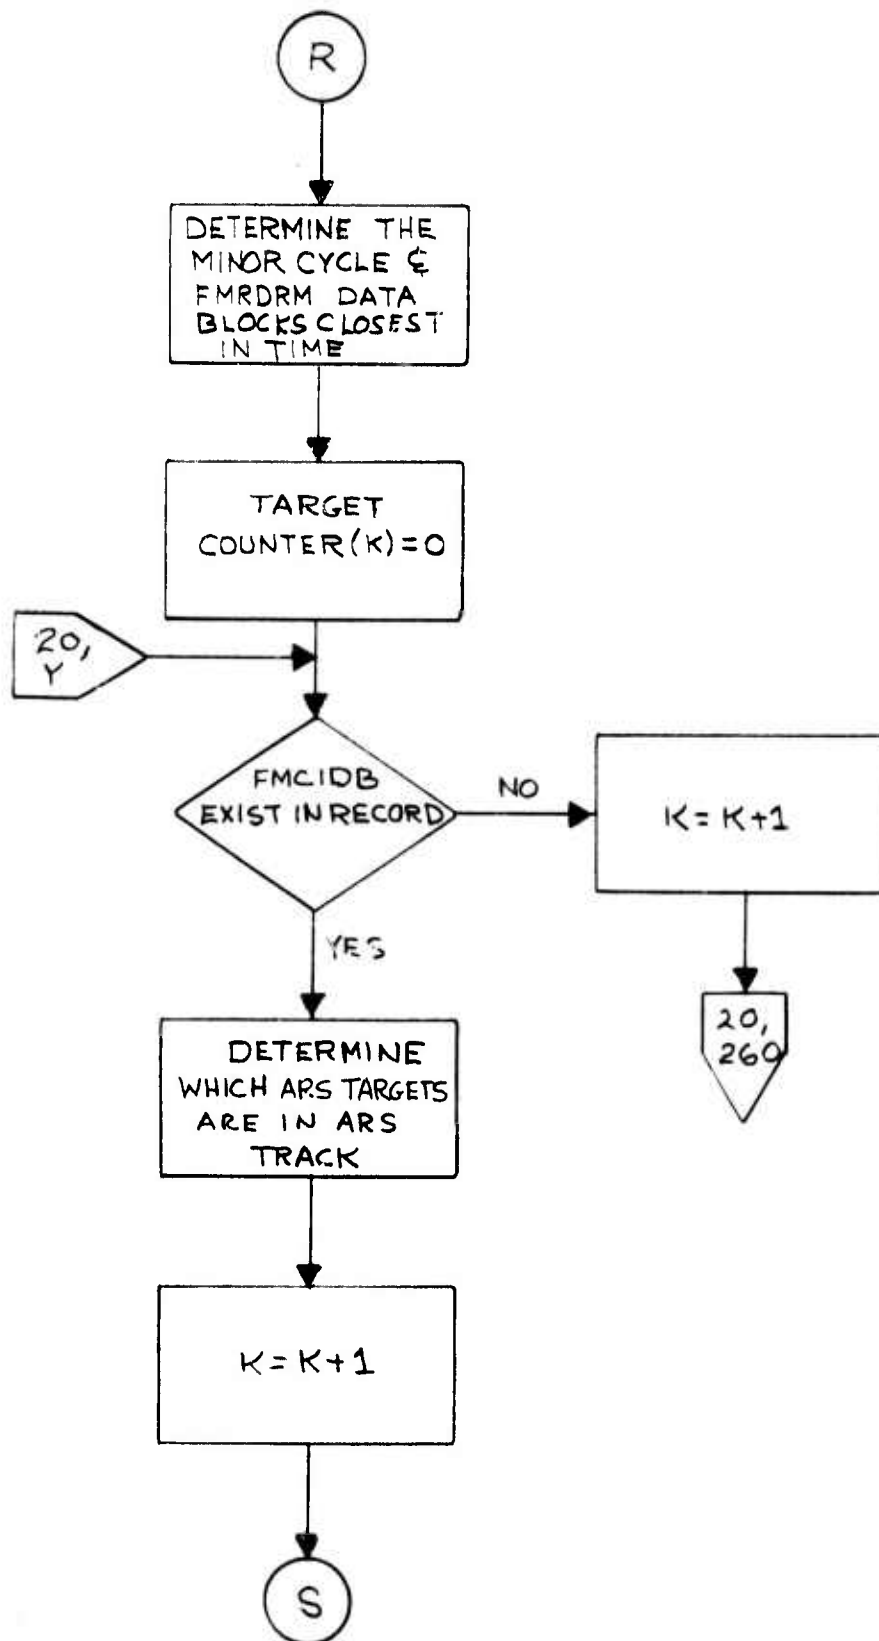 R
DETERMINE THE
MINOR CYCLE &
FMRDRM DATA
BLOCKS CLOSEST
IN TIME
TARGET
COUNTER(K)=0
20,
Y
FMCIDB
EXIST IN RECORD
NO
K=K+1
YES
20,
260
DETERMINE
WHICH ARS TARGETS
ARE IN ARS
TRACK
K=K+1
S